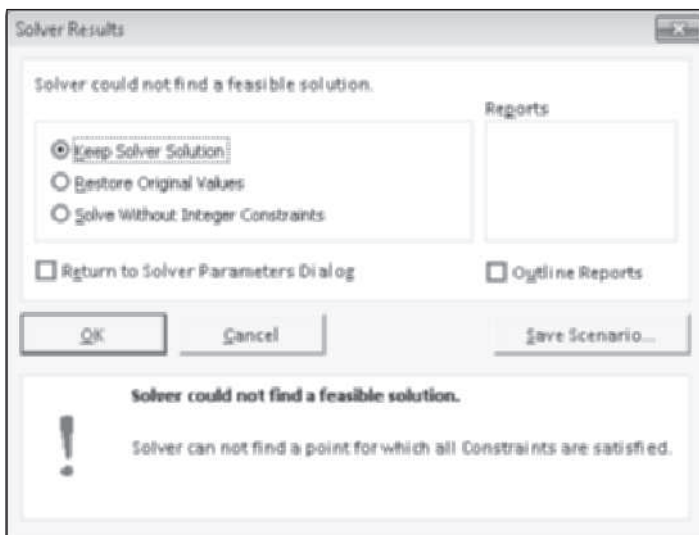 Solver Results
Solver could not find a feasible solution.
Reports
Keep Solver Solution
Restore Original Values
Solve Without Integer Constraints
Return to Solver Parameters Dialog
Outline Reports
OK
Cancel
Save Scenario...
Solver could not find a feasible solution.
Solver can not find a point for which all Constraints are satisfied.